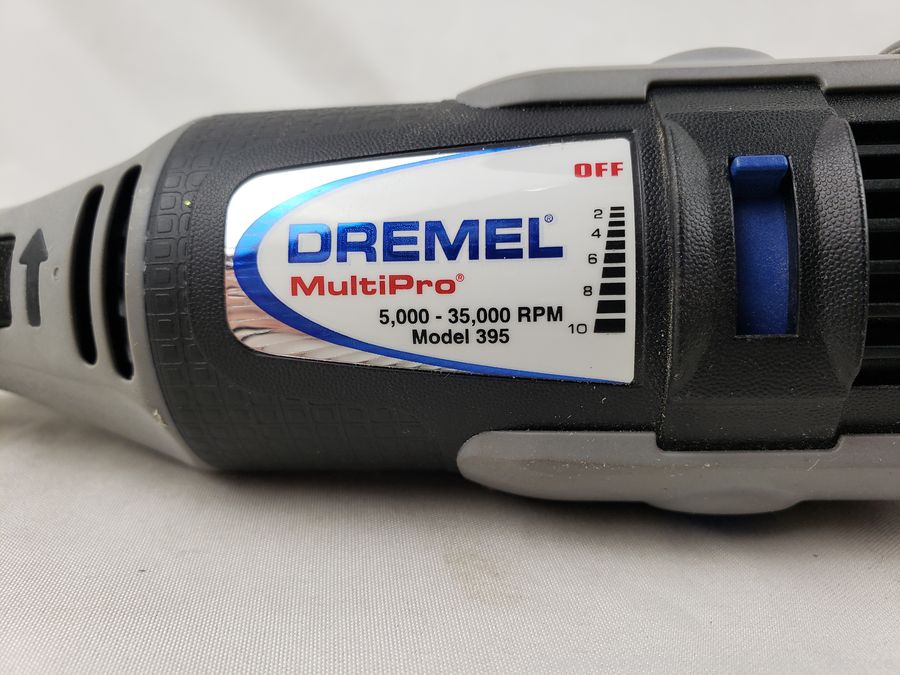 OFF
DREMEL®
MultiPro®
5,000 - 35,000 RPM
Model 395
2
4
6
8
10